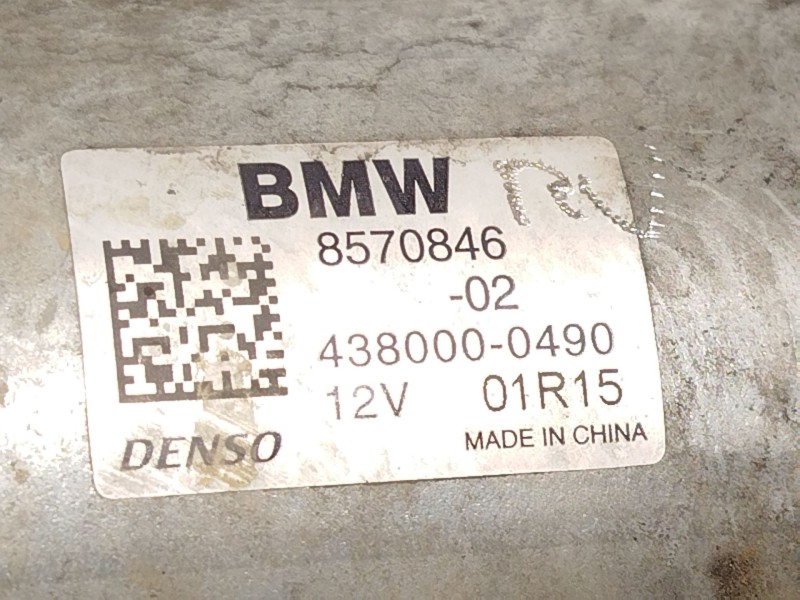 BMW
8570846
-02
438000-0490
12V 01R15
DENSO MADE IN CHINA